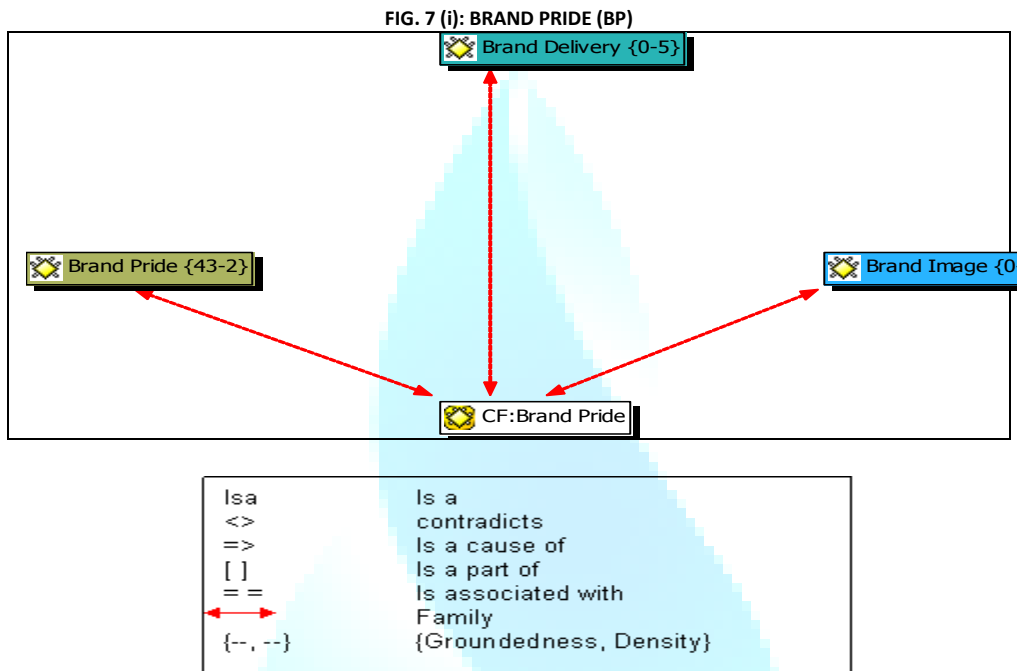 FIG. 7 (i): BRAND PRIDE (BP)
Brand Delivery {0-5}
Brand Pride {43-2}
Brand Image {0-
CF:Brand Pride
Isa Is a
<> contradicts
=> Is a cause of
[ ] Is a part of
= = Is associated with
Family
{--, --} {Groundedness, Density}